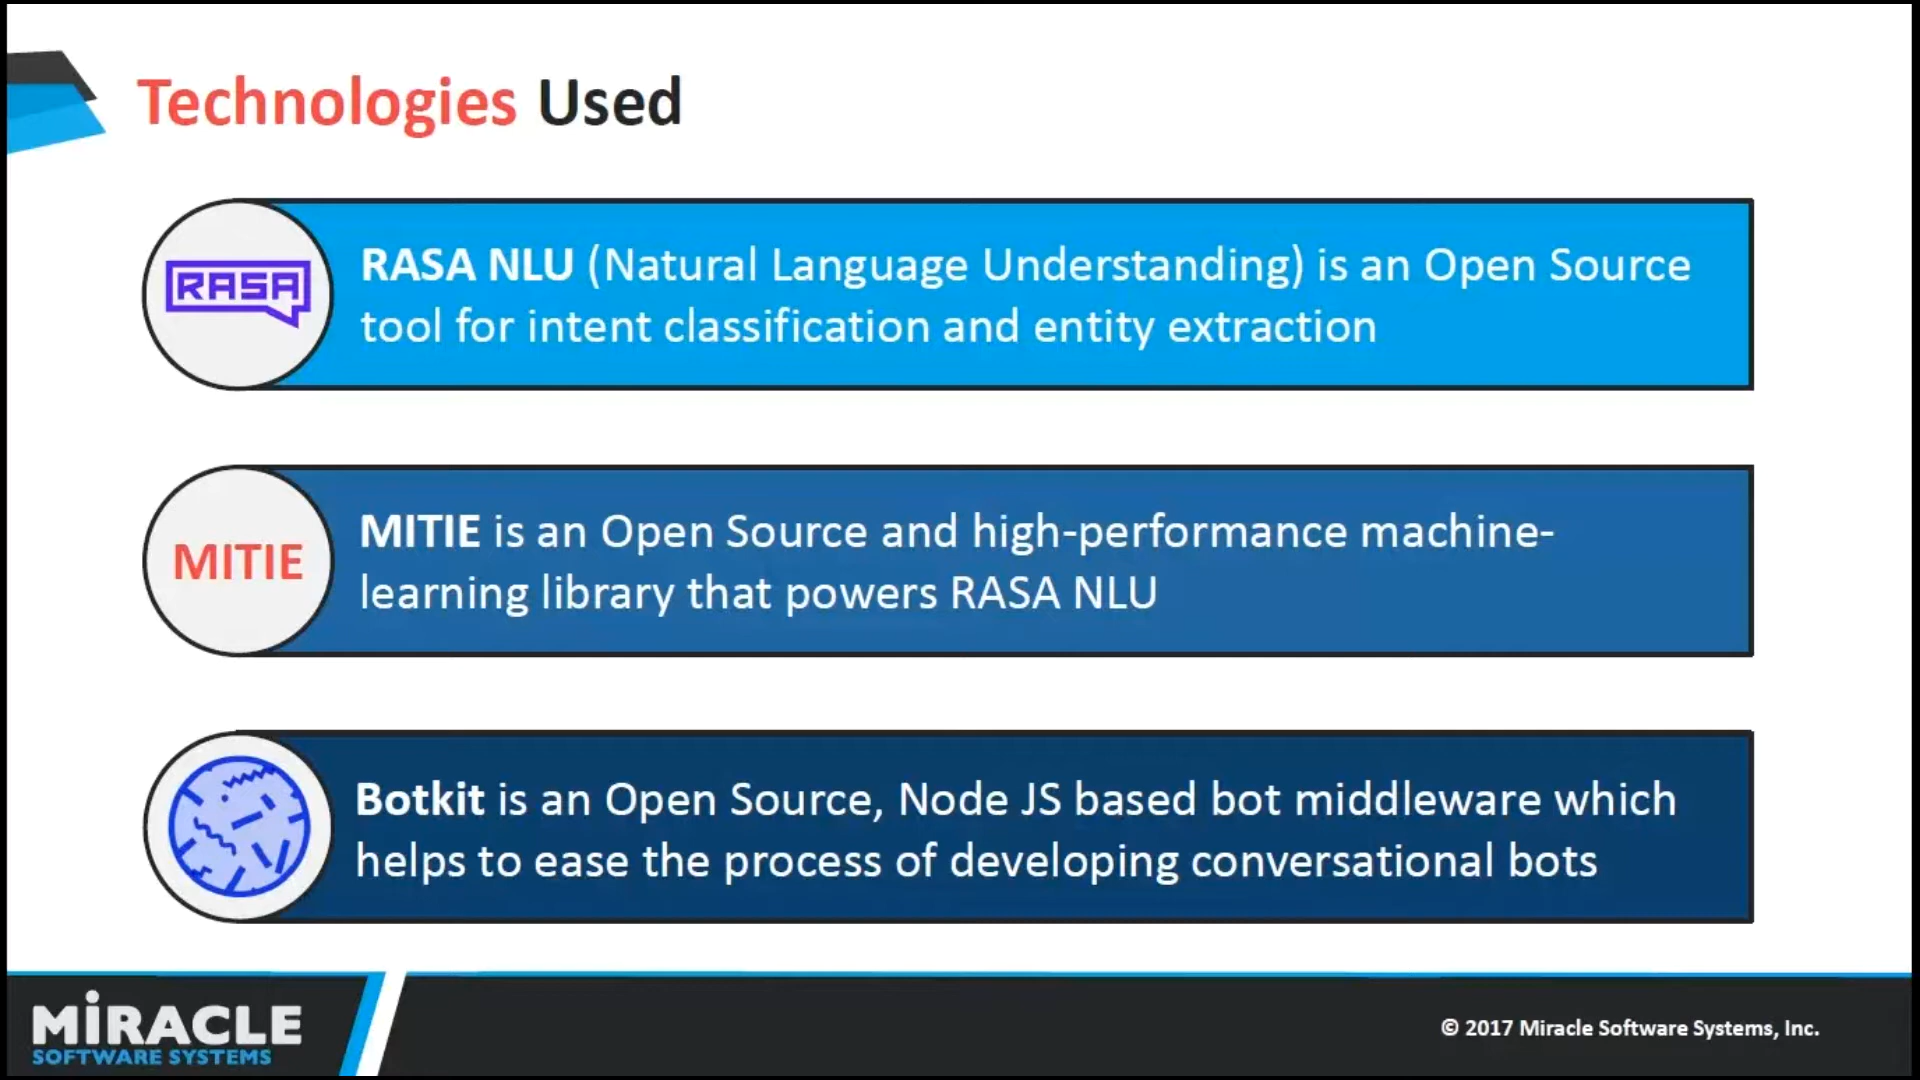 Technologies Used
RASA
RASA NLU (Natural Language Understanding) is an Open Source
tool for intent classification and entity extraction
MITIE
MITIE is an Open Source and high-performance machine-
learning library that powers RASA NLU
Botkit is an Open Source, Node JS based bot middleware which
helps to ease the process of developing conversational bots
MiRACLE
SOFTWARE SYSTEMS
© 2017 Miracle Software Systems, Inc.